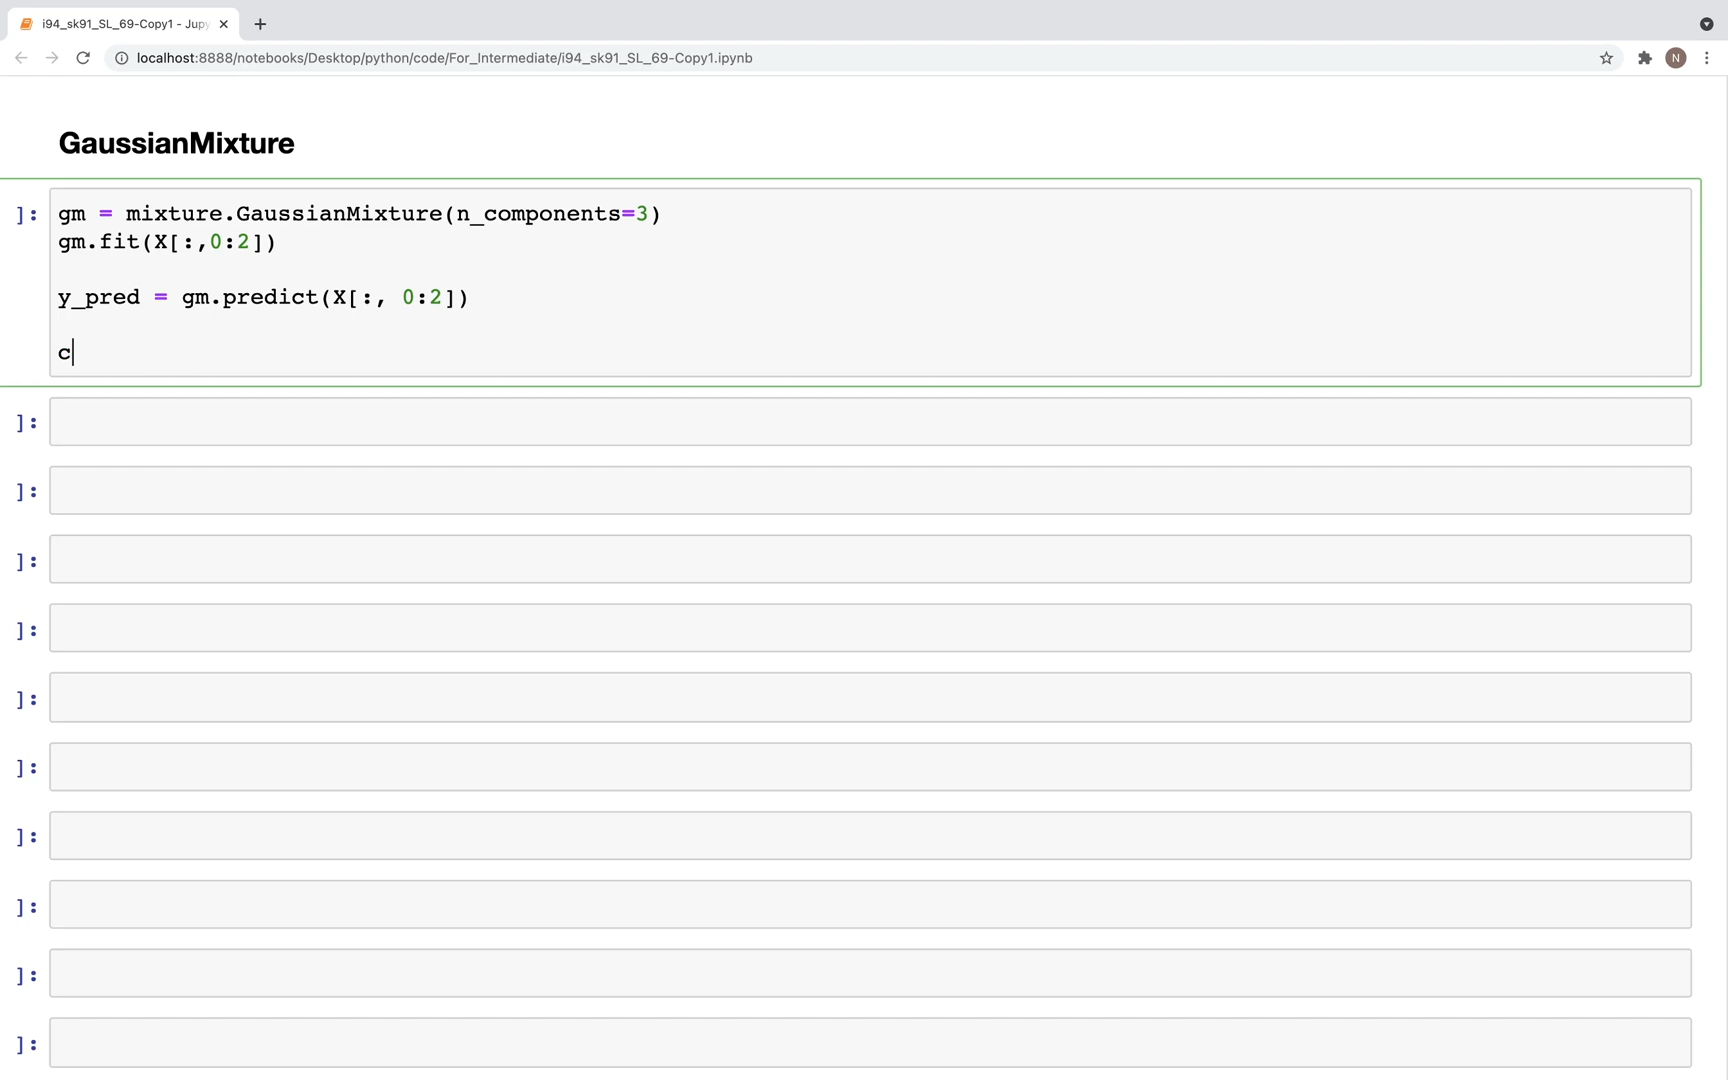 i94_sk91_SL_69-Copy1 - Jupy
localhost:8888/notebooks/Desktop/python/code/For_Intermediate/i94_sk91_SL_69-Copy1.ipynb
N
GaussianMixture
]: gm = mixture.GaussianMixture(n_components=3)
gm.fit(X[:,0:2])
y_pred = gm.predict(X[:, 0:2])
c
]:
]:
]:
]:
]:
]:
]:
]:
]:
]: